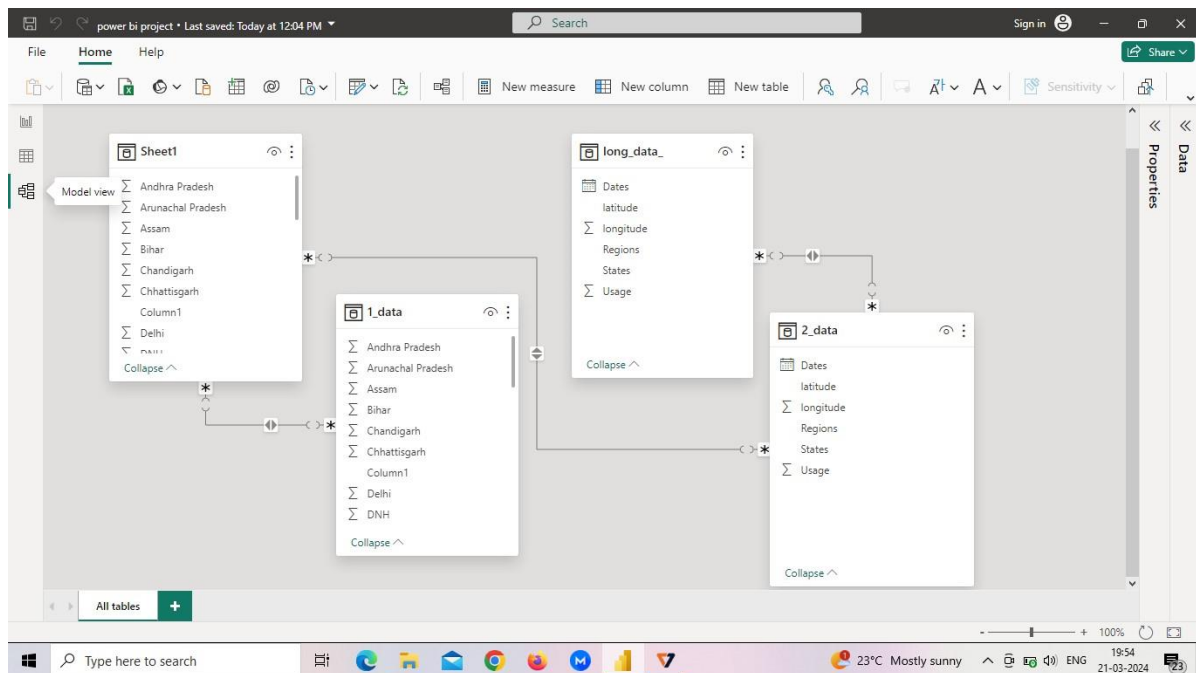 power bi project • Last saved: Today at 12:04 PM
Search
Sign in
File Home Help
Share
New measure New column New table
Sensitivity
Model view
Sheet1
Andhra Pradesh
Arunachal Pradesh
Assam
Bihar
Chandigarh
Chhattisgarh
Column1
Delhi
DNH
Collapse
1_data
Andhra Pradesh
Arunachal Pradesh
Assam
Bihar
Chandigarh
Chhattisgarh
Column1
Delhi
DNH
Collapse
long_data_
Dates
latitude
longitude
Regions
States
Usage
Collapse
2_data
Dates
latitude
longitude
Regions
States
Usage
Collapse
Properties
Data
All tables
100%
Type here to search
23°C Mostly sunny
ENG
19:54
21-03-2024
23